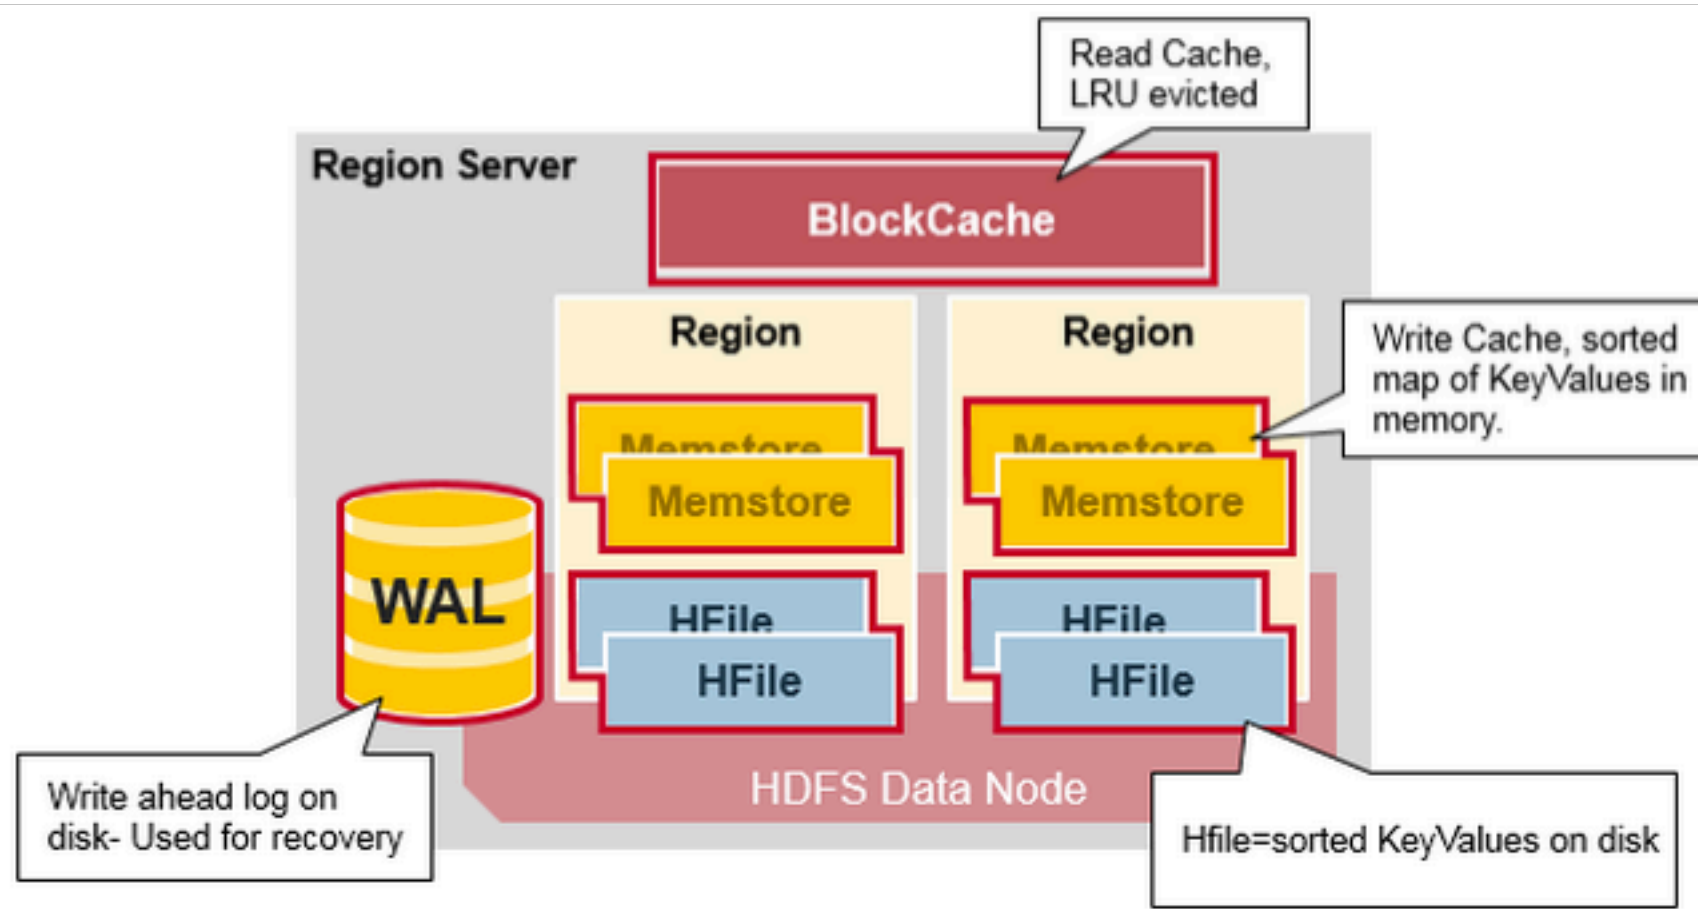 Read Cache,
LRU evicted
Region Server
BlockCache
Region
Region
Write Cache, sorted
map of KeyValues in
memory.
Memstore
Memstore
Memstore
Memstore
WAL
HFile
HFile
HFile
HFile
HDFS Data Node
Write ahead log on
disk- Used for recovery
Hfile=sorted KeyValues on disk